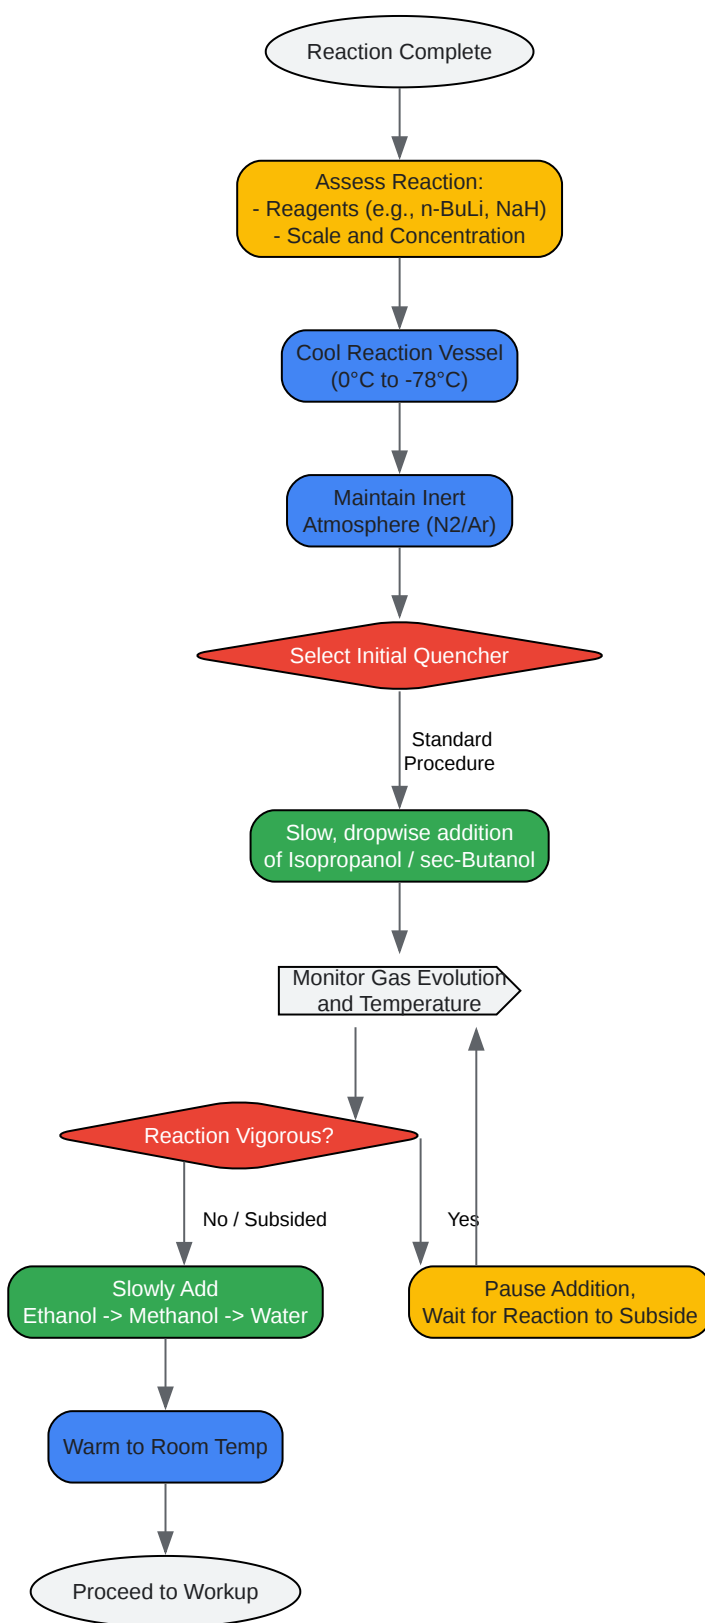 Reaction Complete
Assess Reaction:
- Reagents (e.g., n-BuLi, NaH)
- Scale and Concentration
Cool Reaction Vessel
(0°C to -78°C)
Maintain Inert
Atmosphere (N2/Ar)
Select Initial Quencher
Standard
Procedure
Slow, dropwise addition
of Isopropanol / sec-Butanol
Monitor Gas Evolution
and Temperature
Reaction Vigorous?
No / Subsided
Yes
Slowly Add
Ethanol -> Methanol -> Water
Pause Addition,
Wait for Reaction to Subside
Warm to Room Temp
Proceed to Workup